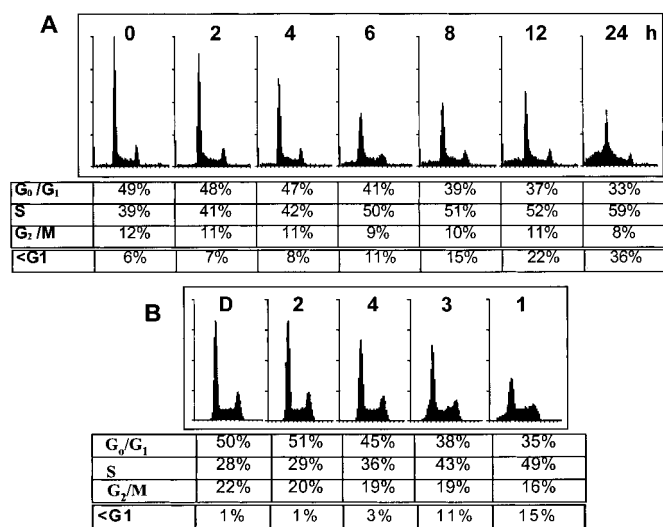 A
0 2 4 6 8 12 24 h
G₀/G₁ 49% 48% 47% 41% 39% 37% 33%
S 39% 41% 42% 50% 51% 52% 59%
G₂/M 12% 11% 11% 9% 10% 11% 8%
<G1 6% 7% 8% 11% 15% 22% 36%
B
D 2 4 3 1
G₀/G₁ 50% 51% 45% 38% 35%
S 28% 29% 36% 43% 49%
G₂/M 22% 20% 19% 19% 16%
<G1 1% 1% 3% 11% 15%